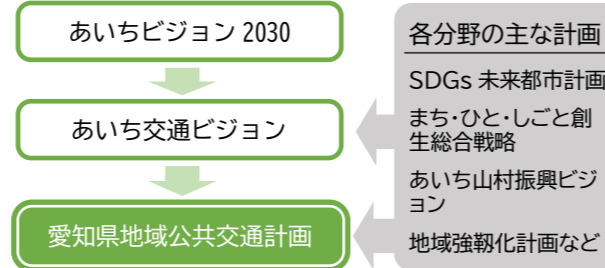 あいちビジョン 2030
あいち交通ビジョン
愛知県地域公共交通計画
各分野の主な計画
SDGs 未来都市計画
まち・ひと・しごと創
生総合戦略
あいち山村振興ビジ
ョン
地域強靱化計画など